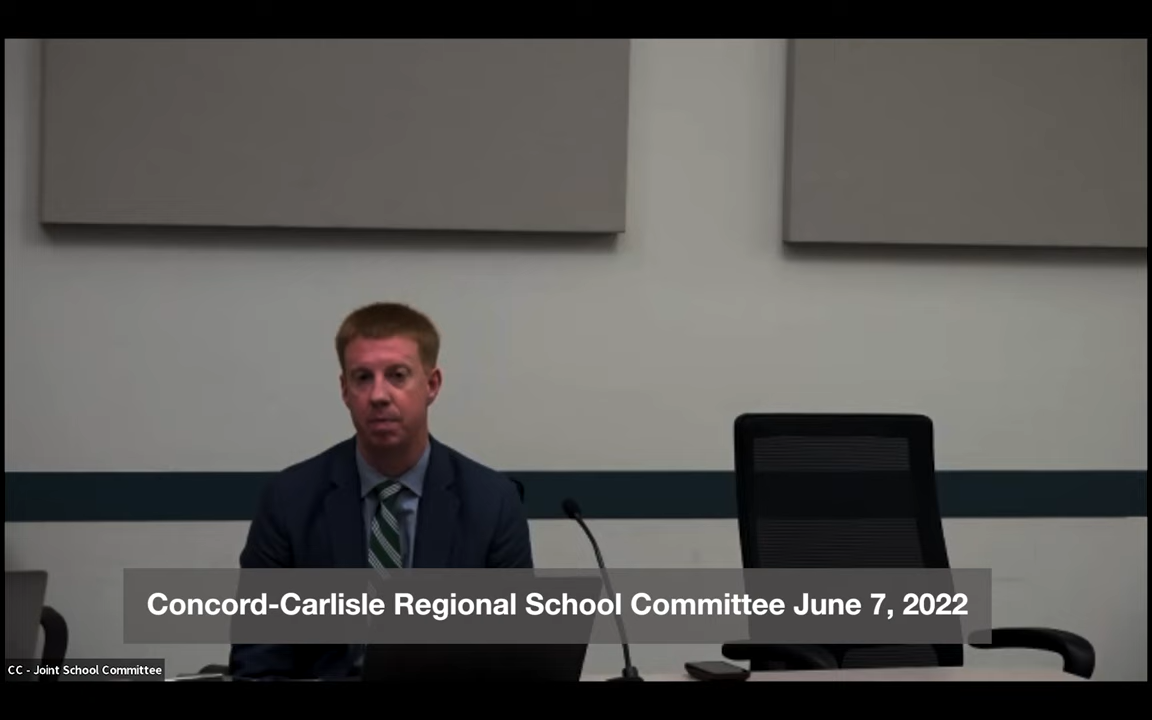 Concord-Carlisle Regional School Committee June 7, 2022
CC - Joint School Committee